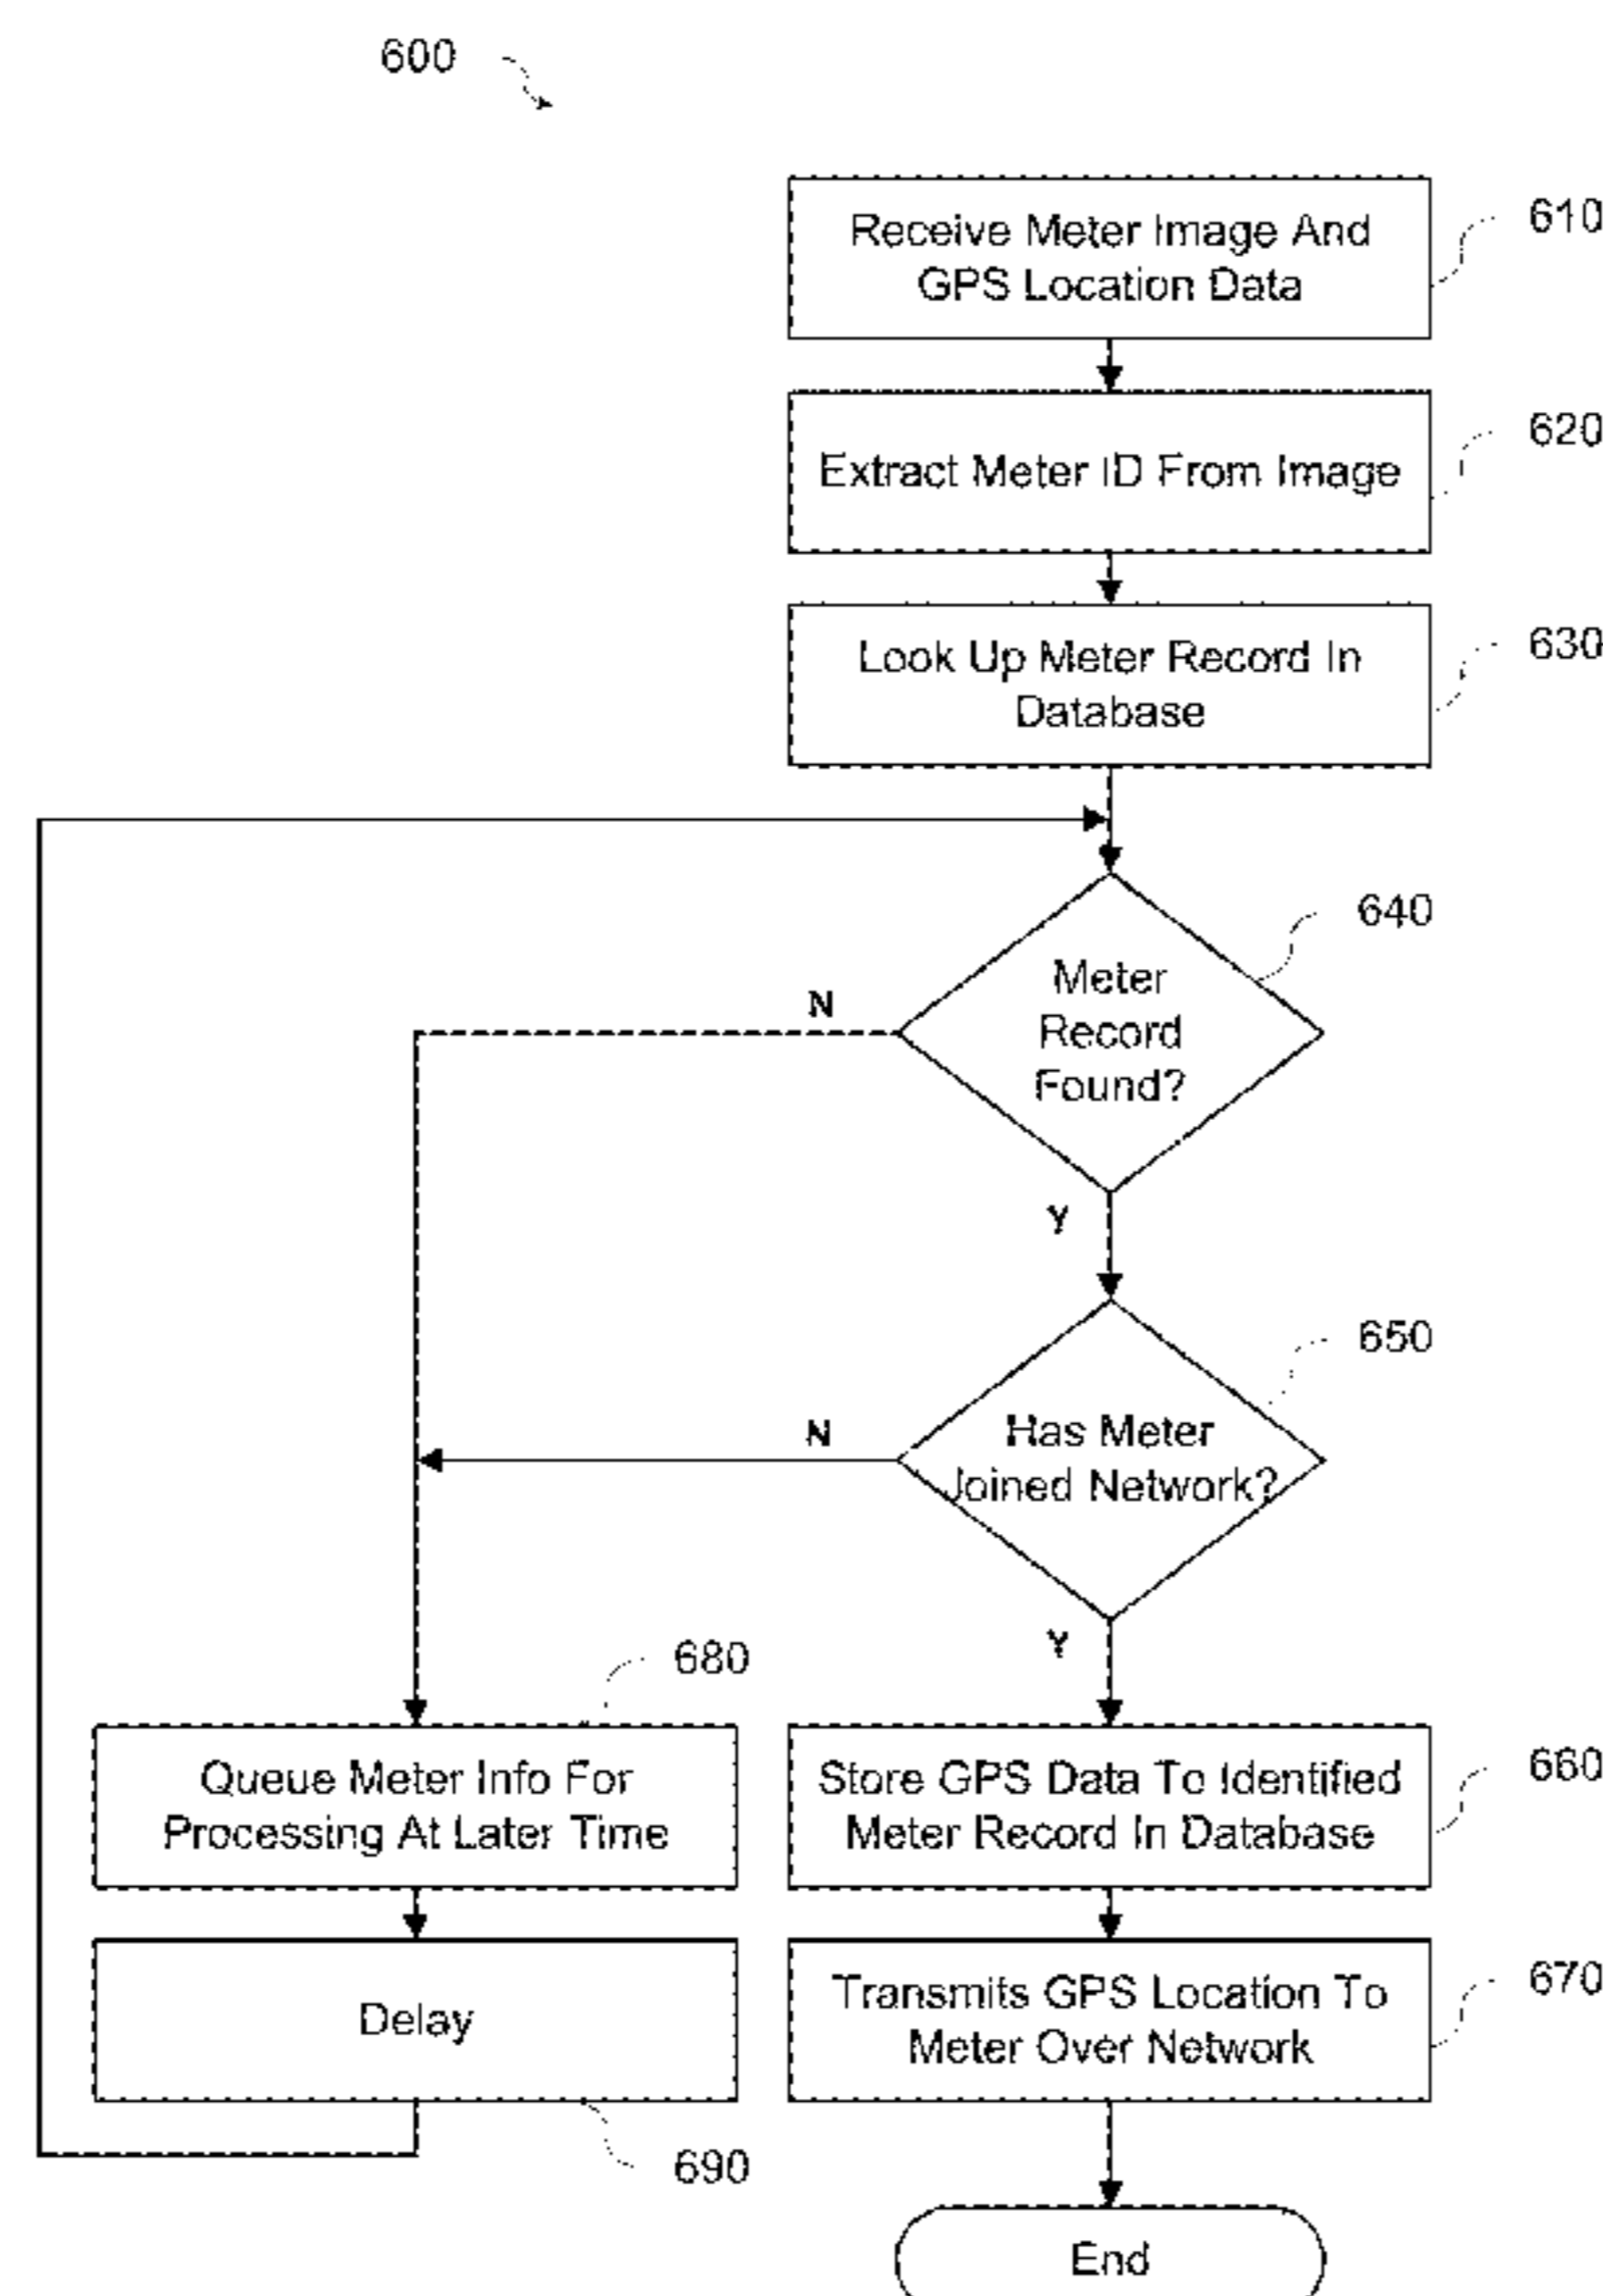 600
Receive Meter Image And
GPS Location Data
610
Extract Meter ID From Image
620
Look Up Meter Record In
Database
630
Meter
Record
Found?
640
N
Y
Has Meter
Joined Network?
650
N
Y
Queue Meter Info For
Processing At Later Time
680
Store GPS Data To Identified
Meter Record In Database
660
Delay
690
Transmits GPS Location To
Meter Over Network
670
End